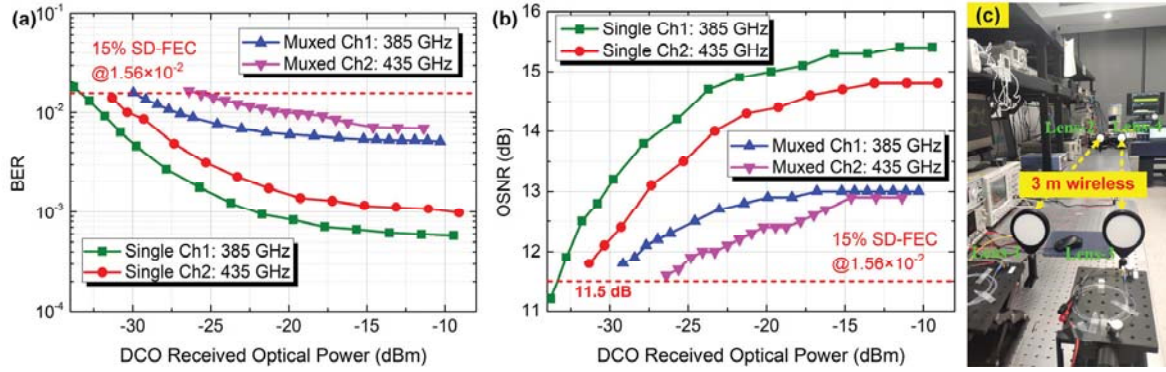 (a)
10⁻¹
10⁻²
10⁻³
10⁻⁴
BER
15% SD-FEC
@1.56×10⁻²
Muxed Ch1: 385 GHz
Muxed Ch2: 435 GHz
Single Ch1: 385 GHz
Single Ch2: 435 GHz
-30 -25 -20 -15 -10
DCO Received Optical Power (dBm)
(b)
16
15
14
13
12
11
OSNR (dB)
Single Ch1: 385 GHz
Single Ch2: 435 GHz
Muxed Ch1: 385 GHz
Muxed Ch2: 435 GHz
15% SD-FEC
@1.56×10⁻²
11.5 dB
-30 -25 -20 -15 -10
DCO Received Optical Power (dBm)
(c)
3 m wireless